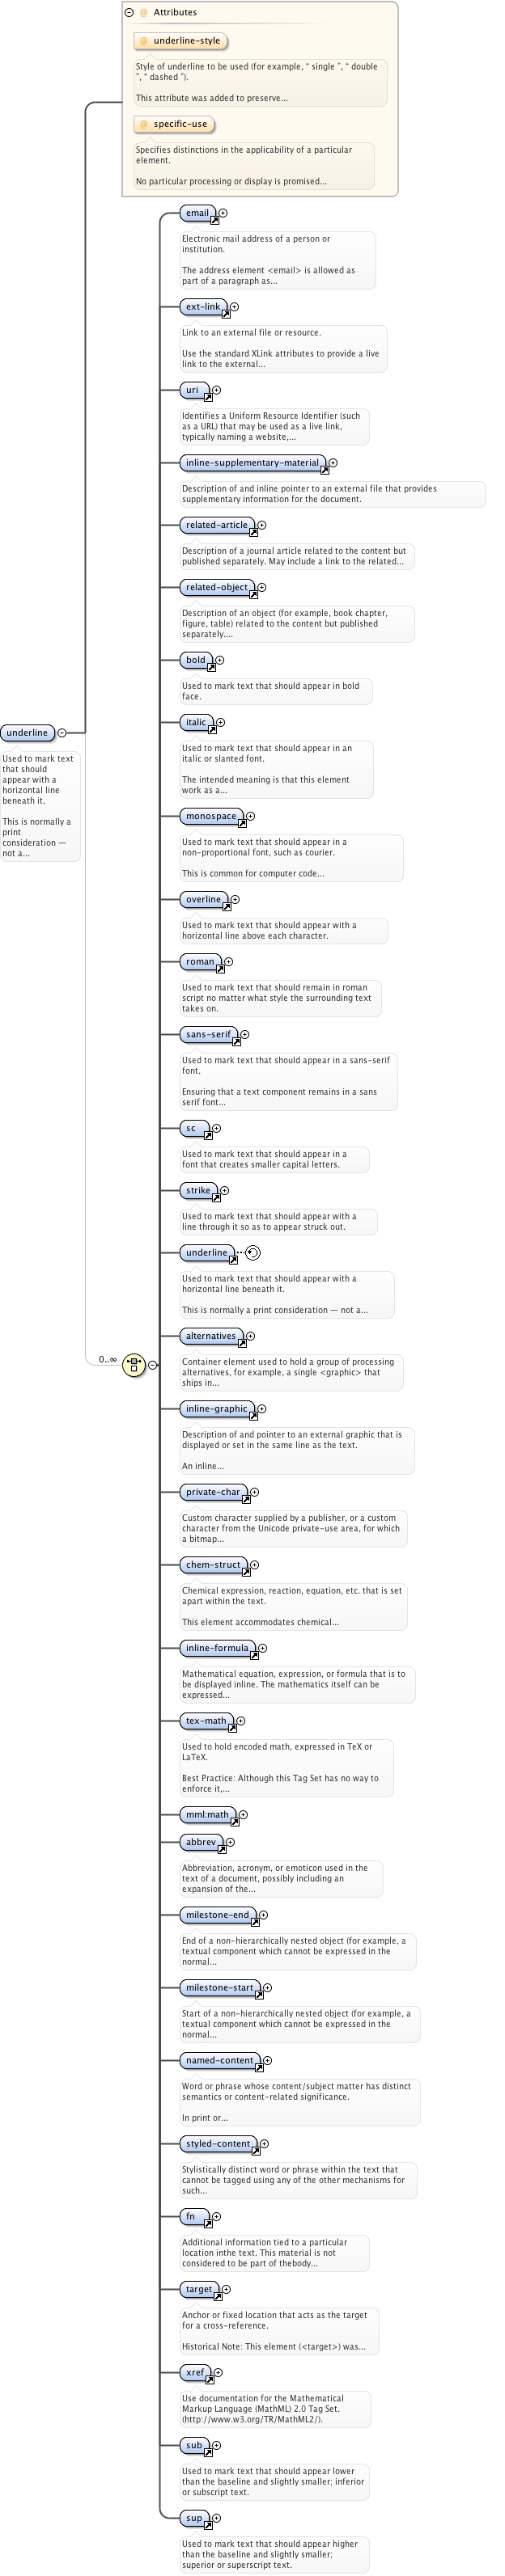 Attributes
@ underline-style
Style of underline to be used (for example, “ single ”, “ double
”, “ dashed ”).
This attribute was added to preserve...
@ specific-use
Specifies distinctions in the applicability of a particular
element.
No particular processing or display is promised...
email
Electronic mail address of a person or
institution.
The address element <email> is allowed as
part of a paragraph as...
ext-link
Link to an external file or resource.
Use the standard XLink attributes to provide a live
link to the external...
uri
Identifies a Uniform Resource Identifier (such
as a URL) that may be used as a live link,
typically naming a website,...
inline-supplementary-material
Description of and inline pointer to an external file that provides
supplementary information for the document.
related-article
Description of a journal article related to the content but
published separately. May include a link to the related...
related-object
Description of an object (for example, book chapter,
figure, table) related to the content but published
separately....
bold
Used to mark text that should appear in bold
face.
underline
Used to mark text
that should
appear with a
horizontal line
beneath it.
This is normally a
print
consideration —
not a...
italic
Used to mark text that should appear in an
italic or slanted font.
The intended meaning is that this element
work as a...
monospace
Used to mark text that should appear in a
non-proportional font, such as courier.
This is common for computer code...
overline
Used to mark text that should appear with a
horizontal line above each character.
roman
Used to mark text that should remain in roman
script no matter what style the surrounding text
takes on.
sans-serif
Used to mark text that should appear in a sans-serif
font.
Ensuring that a text component remains in a sans
serif font...
sc
Used to mark text that should appear in a
font that creates smaller capital letters.
strike
Used to mark text that should appear with a
line through it so as to appear struck out.
underline
Used to mark text that should appear with a
horizontal line beneath it.
This is normally a print consideration — not a...
alternatives
0..∞
Container element used to hold a group of processing
alternatives, for example, a single <graphic> that
ships in...
inline-graphic
Description of and pointer to an external graphic that is
displayed or set in the same line as the text.
An inline...
private-char
Custom character supplied by a publisher, or a custom
character from the Unicode private-use area, for which
a bitmap...
chem-struct
Chemical expression, reaction, equation, etc. that is set
apart within the text.
This element accommodates chemical...
inline-formula
Mathematical equation, expression, or formula that is to
be displayed inline. The mathematics itself can be
expressed...
tex-math
Used to hold encoded math, expressed in TeX or
LaTeX.
Best Practice: Although this Tag Set has no way to
enforce it,...
mml:math
abbrev
Abbreviation, acronym, or emoticon used in the
text of a document, possibly including an
expansion of the...
milestone-end
End of a non-hierarchically nested object (for example, a
textual component which cannot be expressed in the
normal...
milestone-start
Start of a non-hierarchically nested object (for example, a
textual component which cannot be expressed in the
normal...
named-content
Word or phrase whose content/subject matter has distinct
semantics or content-related significance.
In print or...
styled-content
Stylistically distinct word or phrase within the text that
cannot be tagged using any of the other mechanisms for
such...
fn
Additional information tied to a particular
location inthe text. This material is not
considered to be part of thebody...
target
Anchor or fixed location that acts as the target
for a cross-reference.
Historical Note: This element (<target>) was...
xref
Use documentation for the Mathematical
Markup Language (MathML) 2.0 Tag Set.
(http://www.w3.org/TR/MathML2/).
sub
Used to mark text that should appear lower
than the baseline and slightly smaller; inferior
or subscript text.
sup
Used to mark text that should appear higher
than the baseline and slightly smaller;
superior or superscript text.